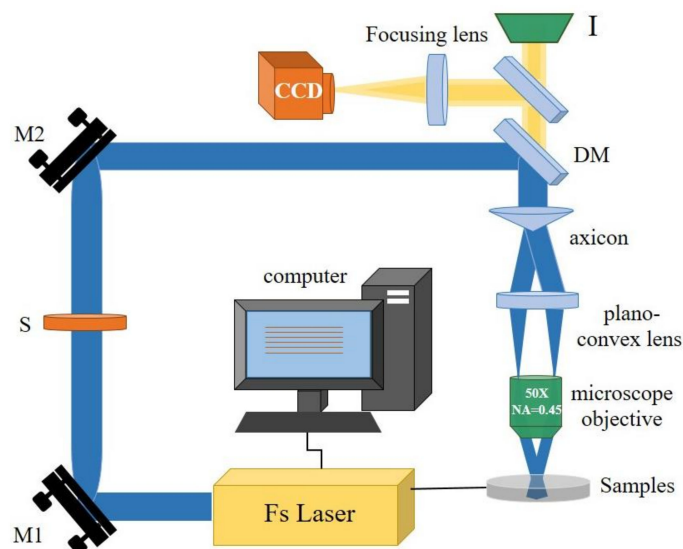 I
Focusing lens
CCD
M2
DM
axicon
computer
S
plano-
convex lens
50X
NA=0.45
microscope
objective
Samples
Fs Laser
M1